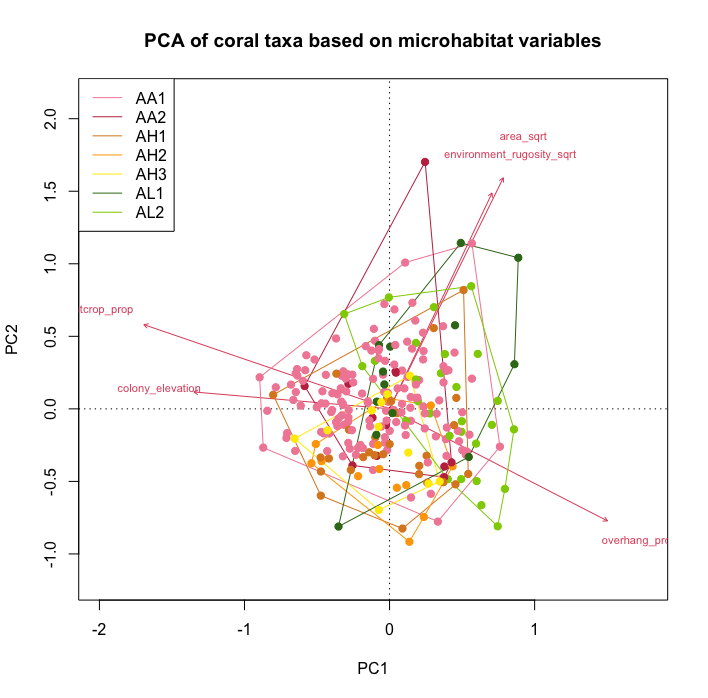 PCA of coral taxa based on microhabitat variables
AA1
AA2
AH1
AH2
AH3
AL1
AL2
area_sqrt
environment_rugosity_sqrt
tcrop_prop
colony_elevation
overhang_pro
2.0
1.5
1.0
0.5
0.0
-0.5
-1.0
PC2
-2
-1
0
1
PC1